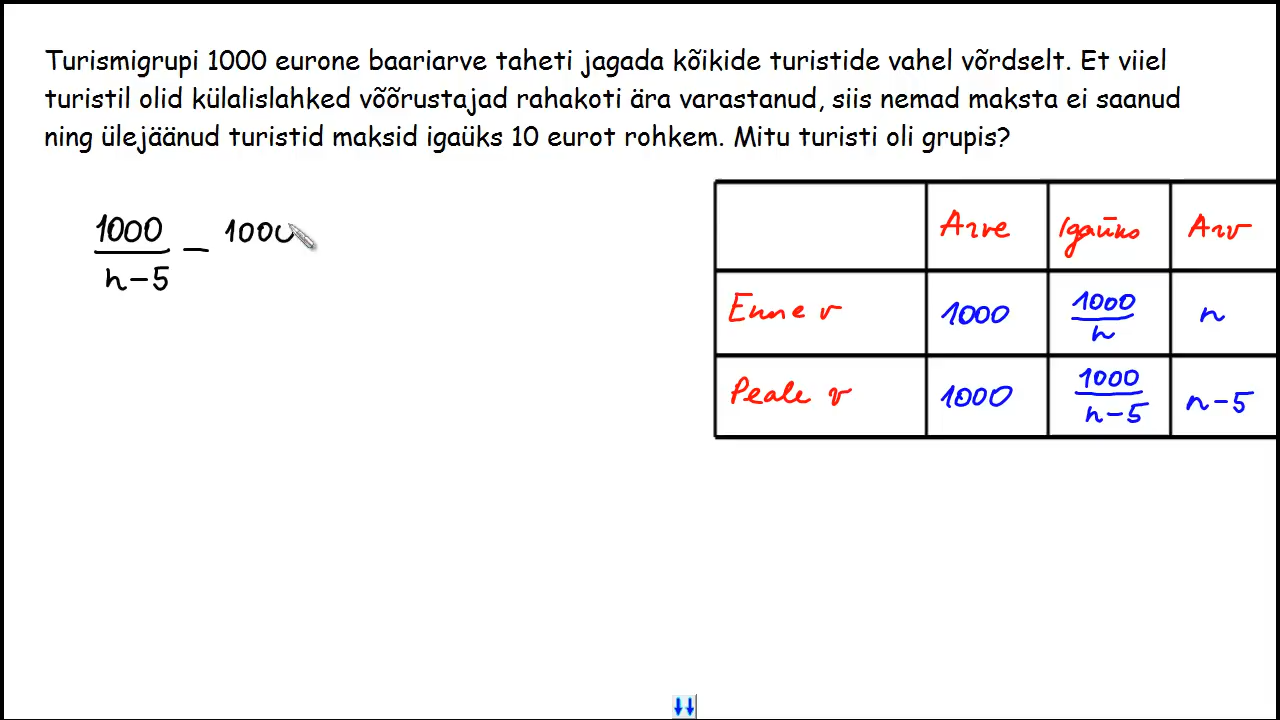 Turismigrupi 1000 eurone baariarve taheti jagada kõikide turistide vahel võrdselt. Et viiel
turistil olid külalislahked võõrustajad rahakoti ära varastanud, siis nemad maksta ei saanud
ning ülejäänud turistid maksid igaüks 10 eurot rohkem. Mitu turisti oli grupis?
1000
n-5
- 1000
Arve Igaüks Arv
Enne v 1000 1000/n n
Peale v 1000 1000/n-5 n-5